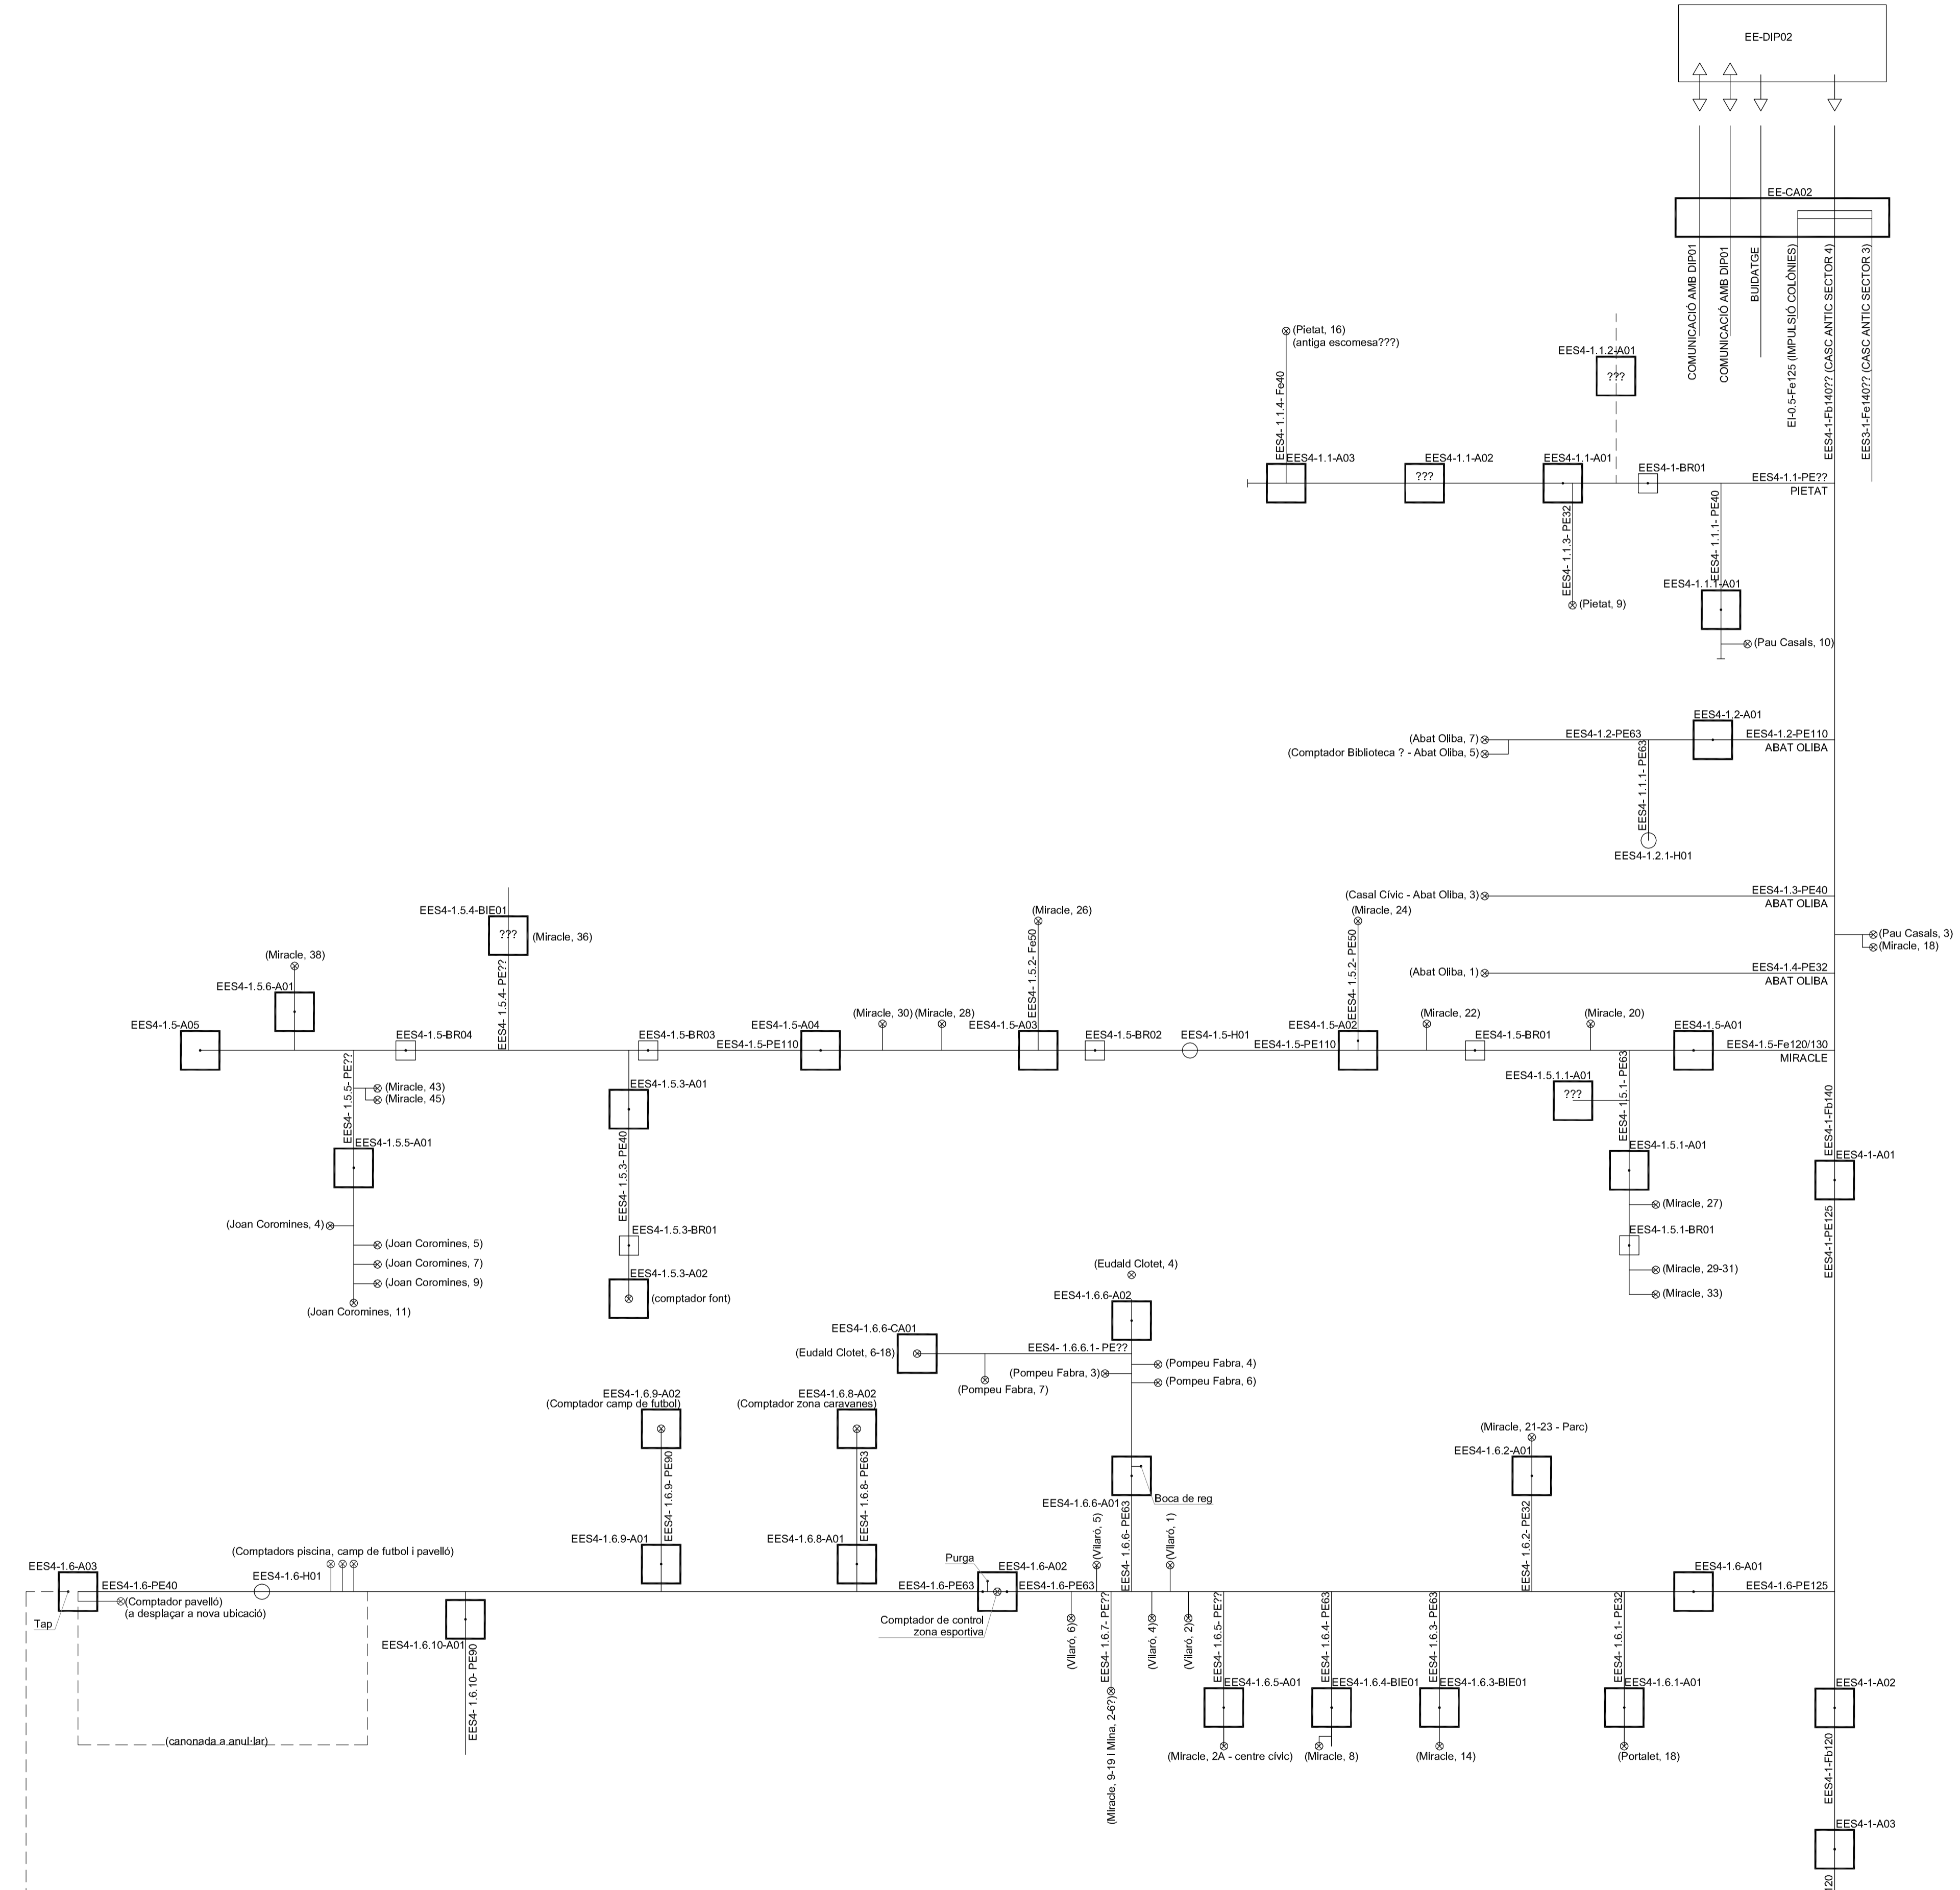 EE-DIP02
EE-CA02
COMUNICACIÓ AMB DIP01
COMUNICACIÓ AMB DIP01
BUIDATGE
EI-0.5-Fe125 (IMPULSIÓ COLÒNIES)
EES4-1-Fb140?? (CASC ANTIC SECTOR 4)
EES3-1-Fe140?? (CASC ANTIC SECTOR 3)
(Pietat, 16)
(antiga escomesa???)
EES4-1.1.2-A01
???
EES4- 1.1.4- Fe40
EES4-1.1-A03
EES4-1.1-A02
???
EES4-1.1-A01
EES4-1-BR01
EES4-1.1-PE??
PIETAT
EES4- 1.1.3- PE32
(Pietat, 9)
EES4- 1.1.1- PE40
EES4-1.1.1-A01
(Pau Casals, 10)
EES4-1.2-A01
(Abat Oliba, 7)
EES4-1.2-PE63
EES4-1.2-PE110
ABAT OLIBA
(Comptador Biblioteca ? - Abat Oliba, 5)
EES4- 1.1.1- PE63
EES4-1.2.1-H01
(Casal Cívic - Abat Oliba, 3)
EES4-1.3-PE40
ABAT OLIBA
(Pau Casals, 3)
(Miracle, 18)
(Abat Oliba, 1)
EES4-1.4-PE32
ABAT OLIBA
EES4-1.5.4-BIE01
???
(Miracle, 36)
(Miracle, 26)
(Miracle, 24)
(Miracle, 38)
EES4-1.5.6-A01
EES4- 1.5.4- PE??
EES4- 1.5.2- Fe50
EES4- 1.5.2- PE50
EES4-1.5-A05
EES4-1.5-BR04
EES4-1.5-BR03
EES4-1.5-PE110
EES4-1.5-A04
(Miracle, 30)
(Miracle, 28)
EES4-1.5-A03
EES4-1.5-BR02
EES4-1.5-H01
EES4-1.5-PE110
EES4-1.5-A02
(Miracle, 22)
EES4-1.5-BR01
(Miracle, 20)
EES4-1.5-A01
EES4-1.5-Fe120/130
MIRACLE
EES4- 1.5.5- PE??
(Miracle, 43)
(Miracle, 45)
EES4-1.5.5-A01
EES4-1.5.3-A01
EES4- 1.5.3- PE40
EES4-1.5.1.1-A01
???
EES4- 1.5.1- PE63
EES4-1.5.1-A01
EES4-1-Fb140
EES4-1-A01
EES4-1-PE125
(Miracle, 27)
EES4-1.5.1-BR01
(Miracle, 29-31)
(Miracle, 33)
(Joan Coromines, 4)
(Joan Coromines, 5)
(Joan Coromines, 7)
(Joan Coromines, 9)
(Joan Coromines, 11)
EES4-1.5.3-BR01
EES4-1.5.3-A02
(comptador font)
(Eudald Clotet, 4)
EES4-1.6.6-A02
EES4-1.6.6-CA01
(Eudald Clotet, 6-18)
EES4- 1.6.6.1- PE??
(Pompeu Fabra, 4)
(Pompeu Fabra, 3)
(Pompeu Fabra, 6)
(Pompeu Fabra, 7)
EES4-1.6.9-A02
(Comptador camp de futbol)
EES4-1.6.8-A02
(Comptador zona caravanes)
EES4- 1.6.9- PE90
EES4- 1.6.8- PE63
(Miracle, 21-23 - Parc)
EES4-1.6.2-A01
EES4- 1.6.2- PE32
Boca de reg
EES4-1.6.6-A01
EES4- 1.6.6- PE63
(Vilaró, 5)
(Vilaró, 1)
EES4-1.6.9-A01
EES4-1.6.8-A01
(Comptadors piscina, camp de futbol i pavelló)
Purga
EES4-1.6-A02
EES4-1.6-A03
EES4-1.6-PE40
EES4-1.6-H01
EES4-1.6-PE63
EES4-1.6-PE63
EES4-1.6-A01
EES4-1.6-PE125
(Comptador pavelló)
(a desplaçar a nova ubicació)
Tap
Comptador de control
zona esportiva
EES4-1.6.10-A01
EES4- 1.6.10- PE90
(canonada a anul·lar)
(Vilaró, 6)
EES4- 1.6.7- PE??
(Miracle, 9-19 i Mina, 2-6?)
(Vilaró, 4)
(Vilaró, 2)
EES4- 1.6.5- PE??
EES4- 1.6.4- PE63
EES4- 1.6.3- PE63
EES4- 1.6.1- PE32
EES4-1.6.5-A01
EES4-1.6.4-BIE01
EES4-1.6.3-BIE01
EES4-1.6.1-A01
EES4-1-A02
(Miracle, 2A - centre cívic)
(Miracle, 8)
(Miracle, 14)
(Portalet, 18)
EES4-1-Fb120
EES4-1-A03
120